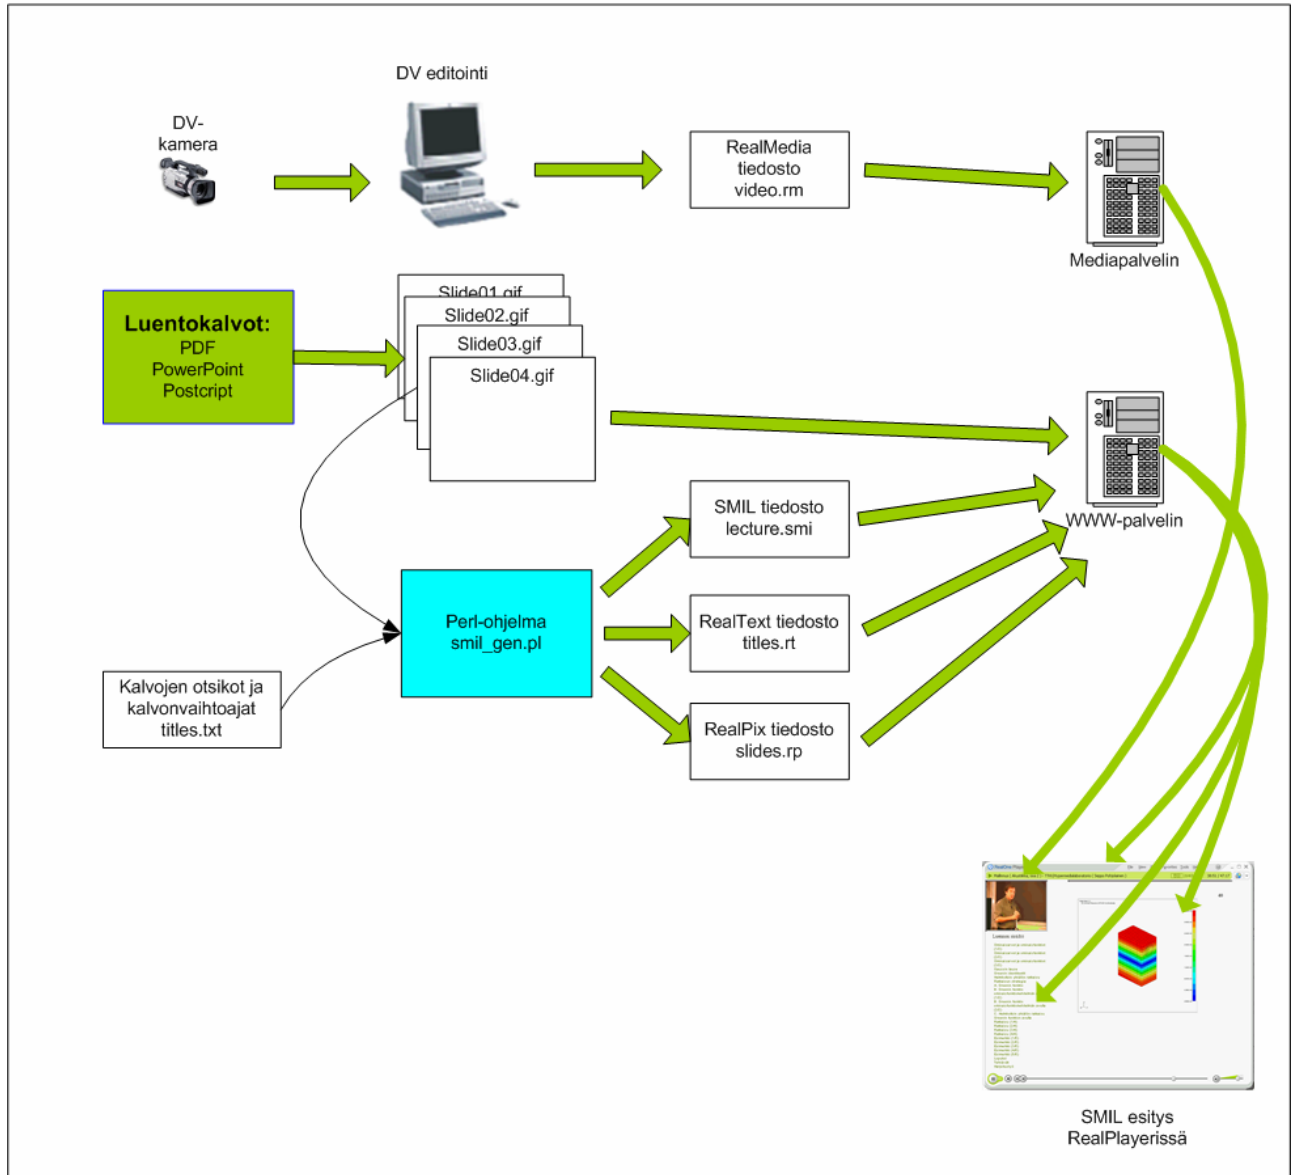 DV editointi
DV-
kamera
RealMedia
tiedosto
video.rm
Mediapalvelin
Luentokalvot:
PDF
PowerPoint
Postcript
Slide01.gif
Slide02.gif
Slide03.gif
Slide04.gif
WWW-palvelin
SMIL tiedosto
lecture.smi
Perl-ohjelma
smil_gen.pl
RealText tiedosto
titles.rt
Kalvojen otsikot ja
kalvonvaihtoajat
titles.txt
RealPix tiedosto
slides.rp
SMIL esitys
RealPlayerissä